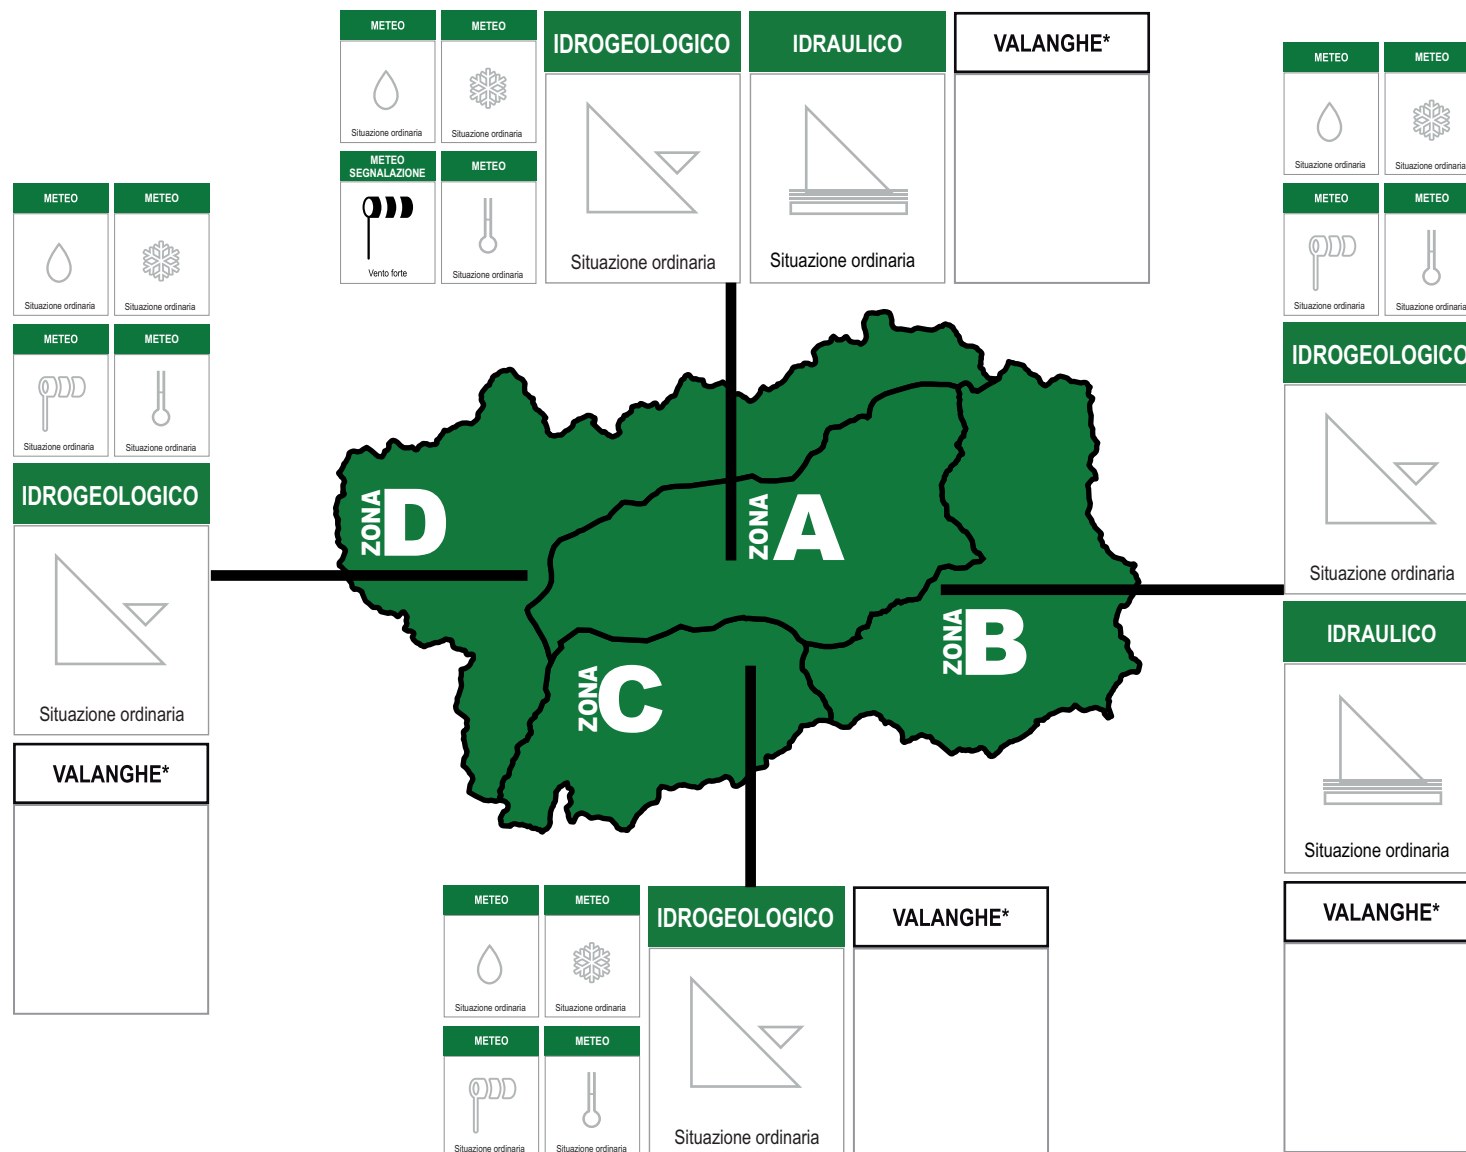 METEO
METEO
Situazione ordinaria
Situazione ordinaria
METEO
SEGNALAZIONE
METEO
Vento forte
Situazione ordinaria
IDROGEOLOGICO
Situazione ordinaria
IDRAULICO
Situazione ordinaria
VALANGHE*
METEO
METEO
Situazione ordinaria
Situazione ordinaria
METEO
METEO
Situazione ordinaria
Situazione ordinaria
IDROGEOLOGICO
Situazione ordinaria
VALANGHE*
ZONA D
ZONA A
ZONA B
ZONA C
METEO
METEO
Situazione ordinaria
Situazione ordinaria
METEO
METEO
Situazione ordinaria
Situazione ordinaria
IDROGEOLOGICO
Situazione ordinaria
IDRAULICO
Situazione ordinaria
VALANGHE*
METEO
METEO
Situazione ordinaria
Situazione ordinaria
METEO
METEO
Situazione ordinaria
Situazione ordinaria
IDROGEOLOGICO
Situazione ordinaria
VALANGHE*